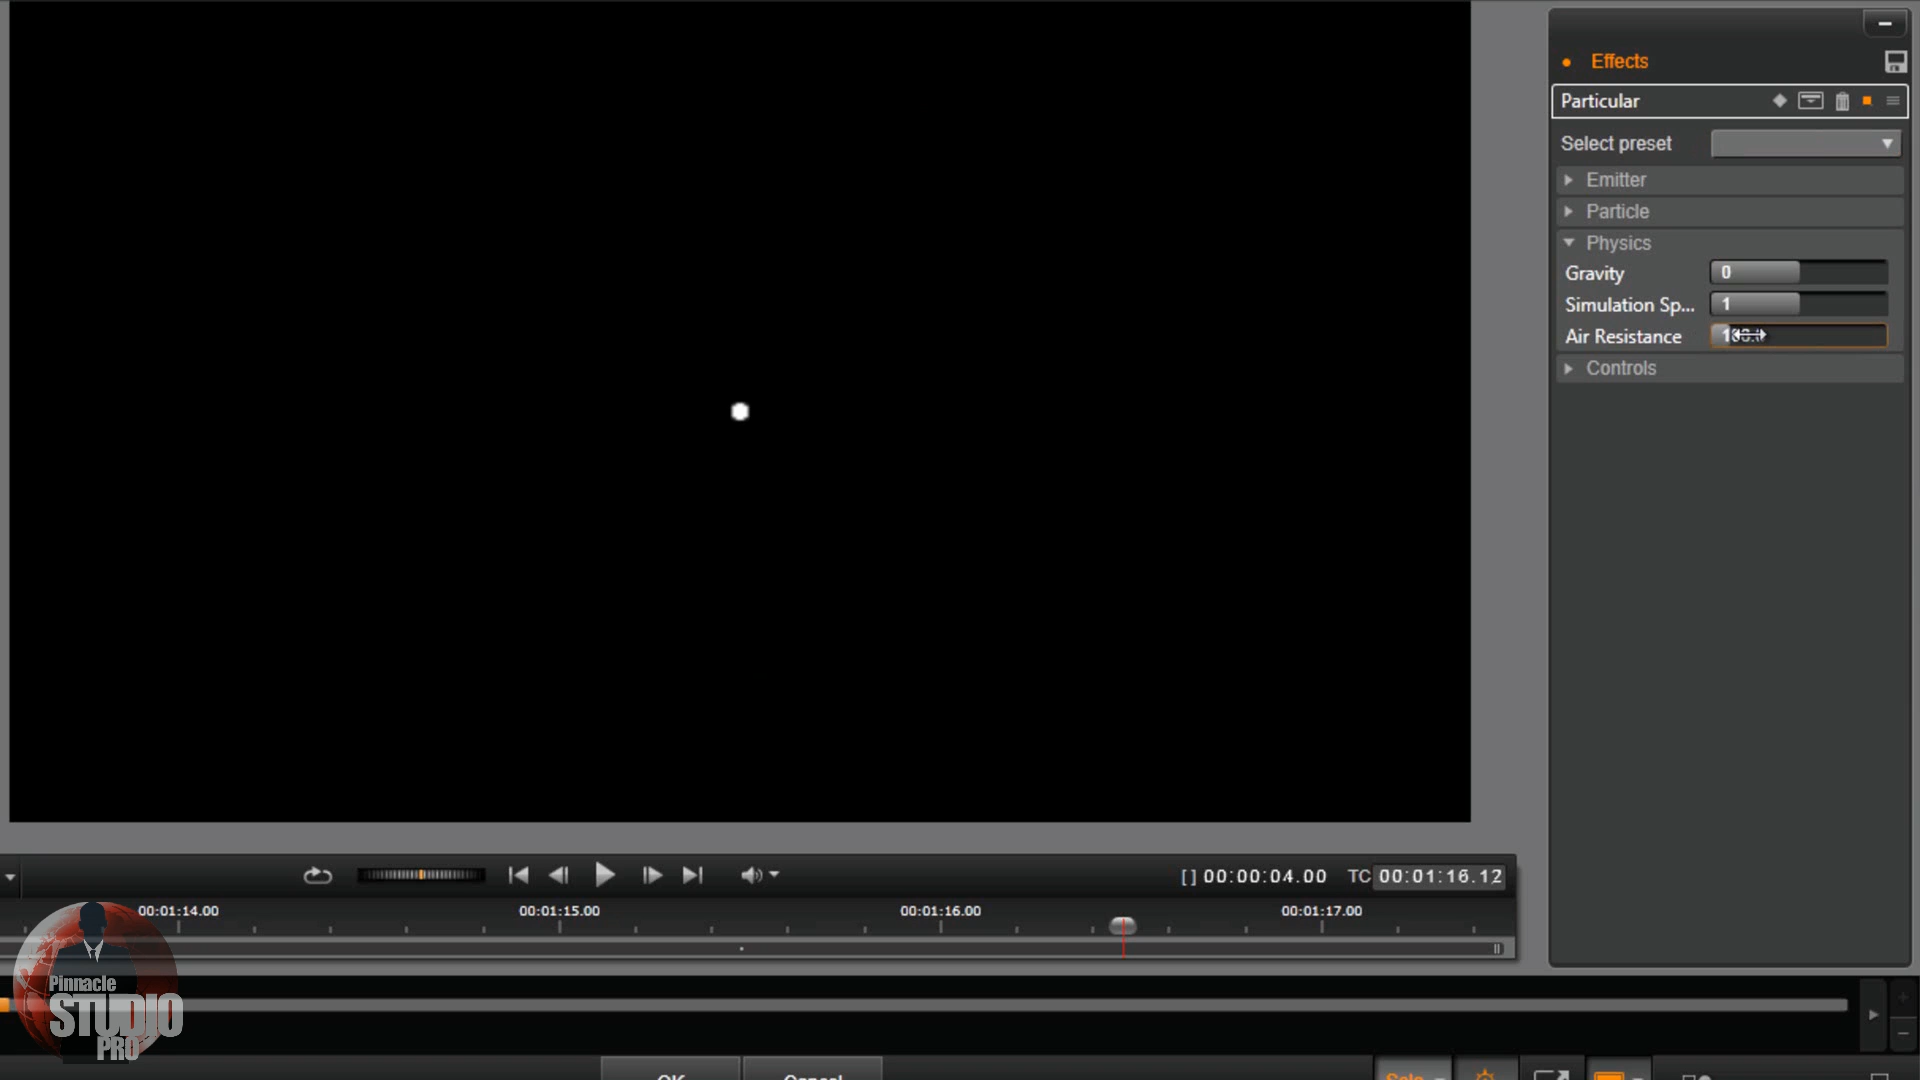 Effects
Particular
Select preset
Emitter
Particle
Physics
Gravity 0
Simulation Sp... 1
Air Resistance
Controls
[] 00:00:04.00 TC 00:01:16.12
00:01:14.00 00:01:15.00 00:01:16.00 00:01:17.00
Pinnacle
STUDIO
PRO
OK Cancel Solo